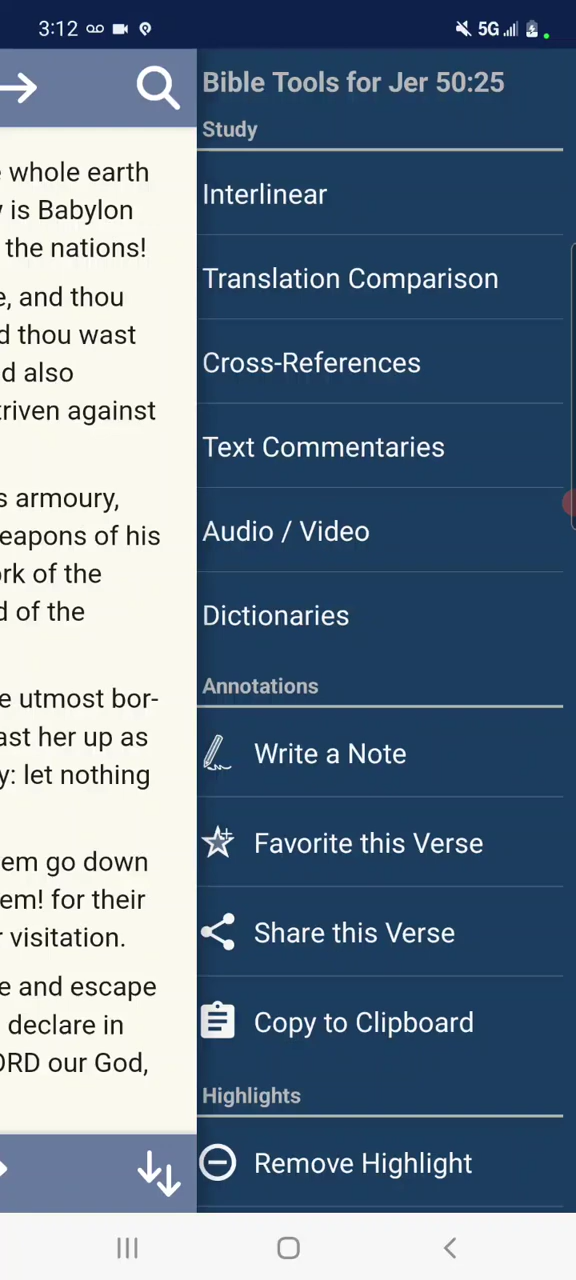 3:12
5G
whole earth
is Babylon
the nations!
e, and thou
d thou wast
d also
triven against
s armoury,
eapons of his
ork of the
d of the
e utmost bor-
ast her up as
y: let nothing
em go down
em! for their
r visitation.
e and escape
declare in
ORD our God,
Bible Tools for Jer 50:25
Study
Interlinear
Translation Comparison
Cross-References
Text Commentaries
Audio / Video
Dictionaries
Annotations
Write a Note
Favorite this Verse
Share this Verse
Copy to Clipboard
Highlights
Remove Highlight